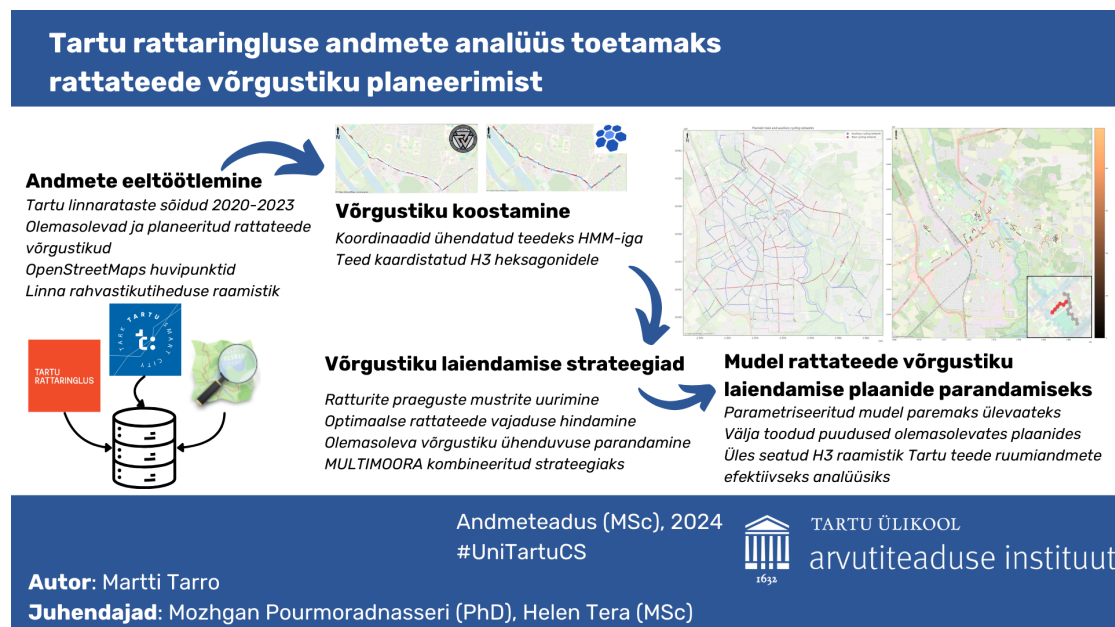 Tartu rattaringluse andmete analüüs toetamaks
rattateede võrgustiku planeerimist
Andmete eeltöötlemine
Tartu linnarataste sõidud 2020-2023
Olemasolevad ja planeeritud rattateede
võrgustikud
OpenStreetMaps huvipunktid
Linna rahvastikutiheduse raamistik
TARTU
RATTARINGLUS
TARK TARTU SMART CITY
Võrgustiku koostamine
Koordinaadid ühendatud teedeks HMM-iga
Teed kaardistatud H3 heksagonidele
Võrgustiku laiendamise strateegiad
Ratturite praeguste mustrite uurimine
Optimaalse rattateede vajaduse hindamine
Olemasoleva võrgustiku ühenduvuse parandamine
MULTIMOORA kombineeritud strateegiaks
Mudel rattateede võrgustiku
laiendamise plaanide parandamiseks
Parametriseeritud mudel paremaks ülevaateks
Välja toodud puudused olemasolevates plaanides
Üles seatud H3 raamistik Tartu teede ruumiandmete
efektiivseks analüüsiks
Andmeteadus (MSc), 2024
#UniTartuCS
1632
TARTU ÜLIKOOL
arvutiteaduse instituut
Autor: Martti Tarro
Juhendajad: Mozhgan Pourmoradnasseri (PhD), Helen Tera (MSc)